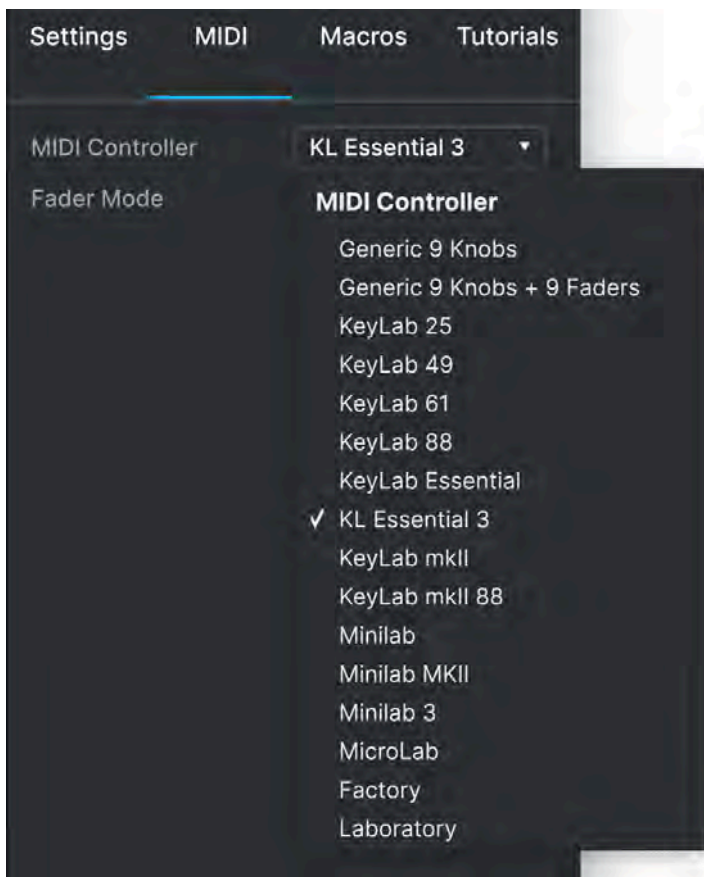 Settings MIDI Macros Tutorials
MIDI Controller KL Essential 3
Fader Mode
MIDI Controller
Generic 9 Knobs
Generic 9 Knobs + 9 Faders
KeyLab 25
KeyLab 49
KeyLab 61
KeyLab 88
KeyLab Essential
✓ KL Essential 3
KeyLab mkII
KeyLab mkII 88
Minilab
Minilab MKII
Minilab 3
MicroLab
Factory
Laboratory